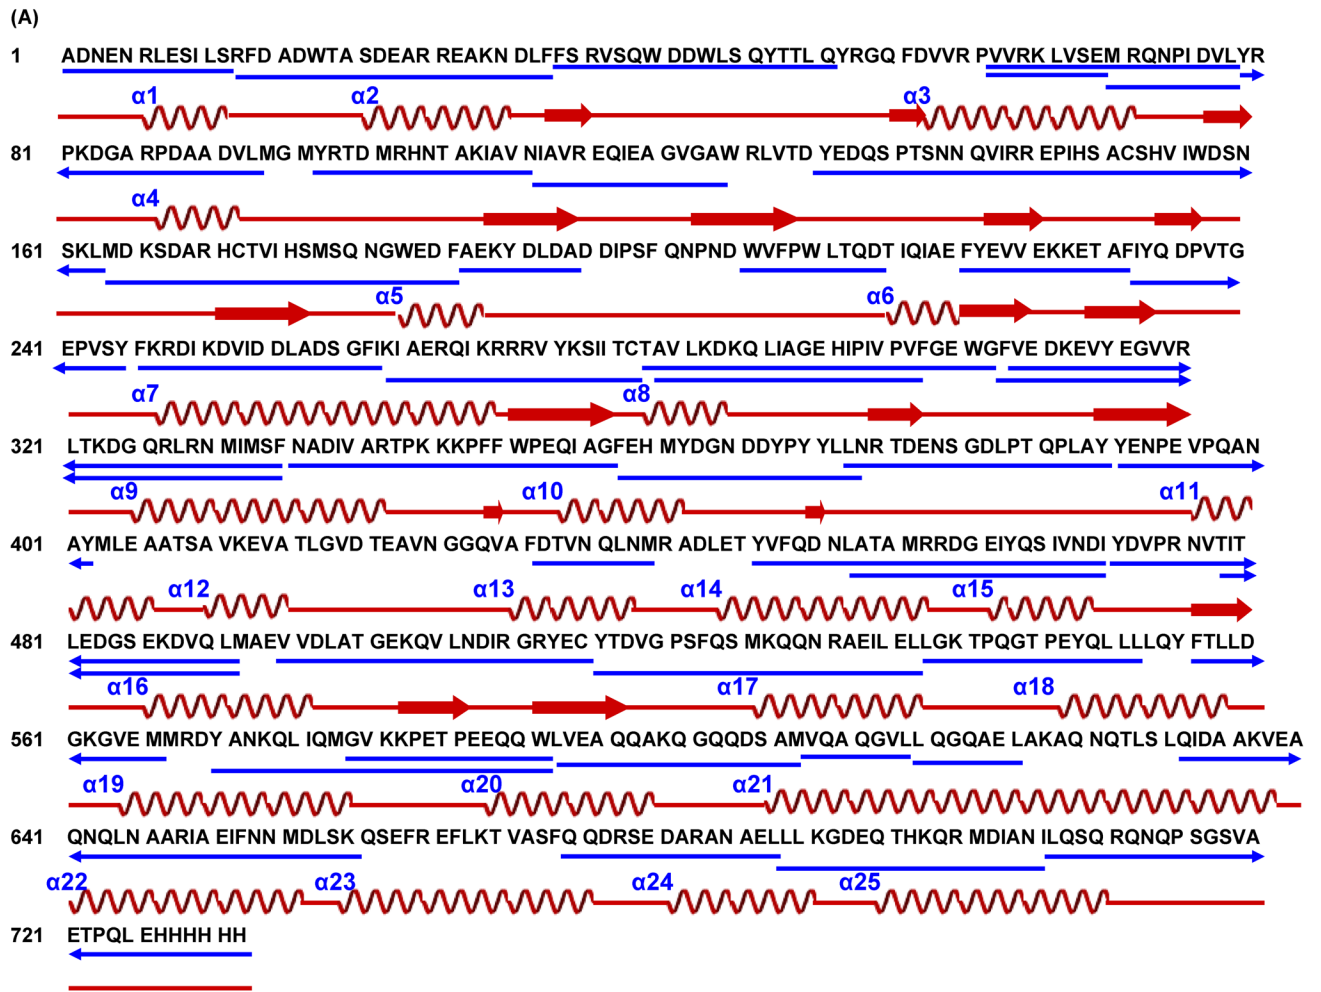 (A)
1 ADNEN RLESI LSRFD ADWTA SDEAR REAKN DLFFS RVSQW DDWLS QYTTL QYRGQ FDVVR PVVRK LVSEM RQNPI DVLYR
α1 α2 α3
81 PKDGA RPDAA DVLMG MYRTD MRHNT AKIAV NIAVR EQIEA GVGAW RLVTD YEDQS PTSNN QVIRR EPIHS ACSHV IWDSN
α4
161 SKLMD KSDAR HCTVI HSMSQ NGWED FAEKY DLDAD DIPSF QNPND WVFPW LTQDT IQIAE FYEVV EKKET AFIYQ DPVTG
α5 α6
241 EPVSY FKRDI KDVID DLADS GFIKI AERQI KRRRV YKSII TCTAV LKDKQ LIAGE HIPIV PVFGE WGFVE DKEVY EGVVR
α7 α8
321 LTKDG QRLRN MIMSF NADIV ARTPK KKPFF WPEQI AGFEH MYDGN DDYPY YLLNR TDENS GDLPT QPLAY YENPE VPQAN
α9 α10 α11
401 AYMLE AATSA VKEVA TLGVD TEAVN GGQVA FDTVN QLNMR ADLET YVFQD NLATA MRRDG EIYQS IVNDI YDVPR NVTIT
α12 α13 α14 α15
481 LEDGS EKDVQ LMAEV VDLAT GEKQV LNDIR GRYEC YTDVG PSFQS MKQQN RAEIL ELLGK TPQGT PEYQL LLLQY FTLLD
α16 α17 α18
561 GKGVE MMRDY ANKQL IQMGV KKPET PEEQQ WLVEA QQAKQ GQQDS AMVQA QGVLL QGQAE LAKAQ NQTLS LQIDA AKVEA
α19 α20 α21
641 QNQLN AARIA EIFNN MDLSK QSEFR EFLKT VASFQ QDRSE DARAN AELLL KGDEQ THKQR MDIAN ILQSQ RQNQP SGSVA
α22 α23 α24 α25
721 ETPQL EHHHH HH